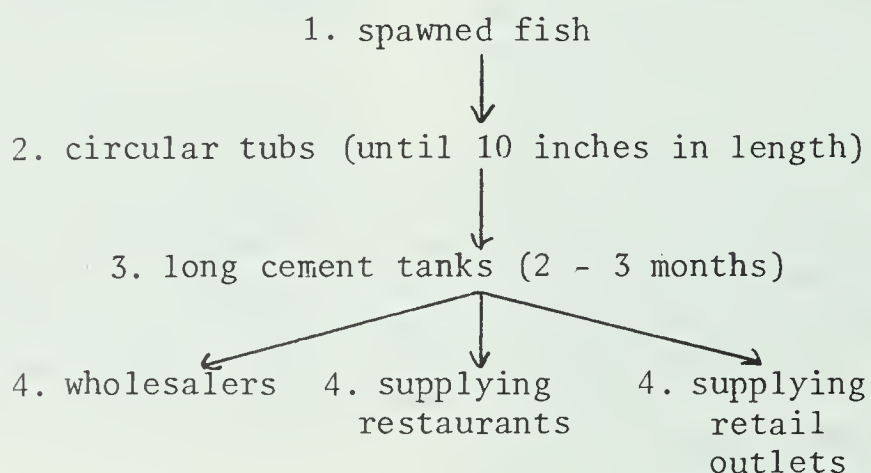 1. spawned fish
2. circular tubs (until 10 inches in length)
3. long cement tanks (2 - 3 months)
4. wholesalers 4. supplying restaurants 4. supplying retail outlets